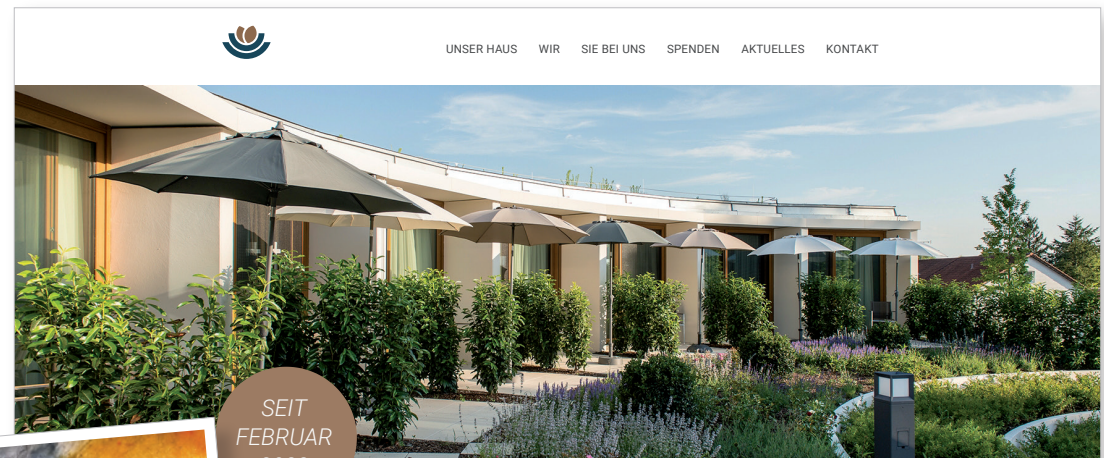 UNSER HAUS WIR SIE BEI UNS SPENDEN AKTUELLES KONTAKT
SEIT
FEBRUAR